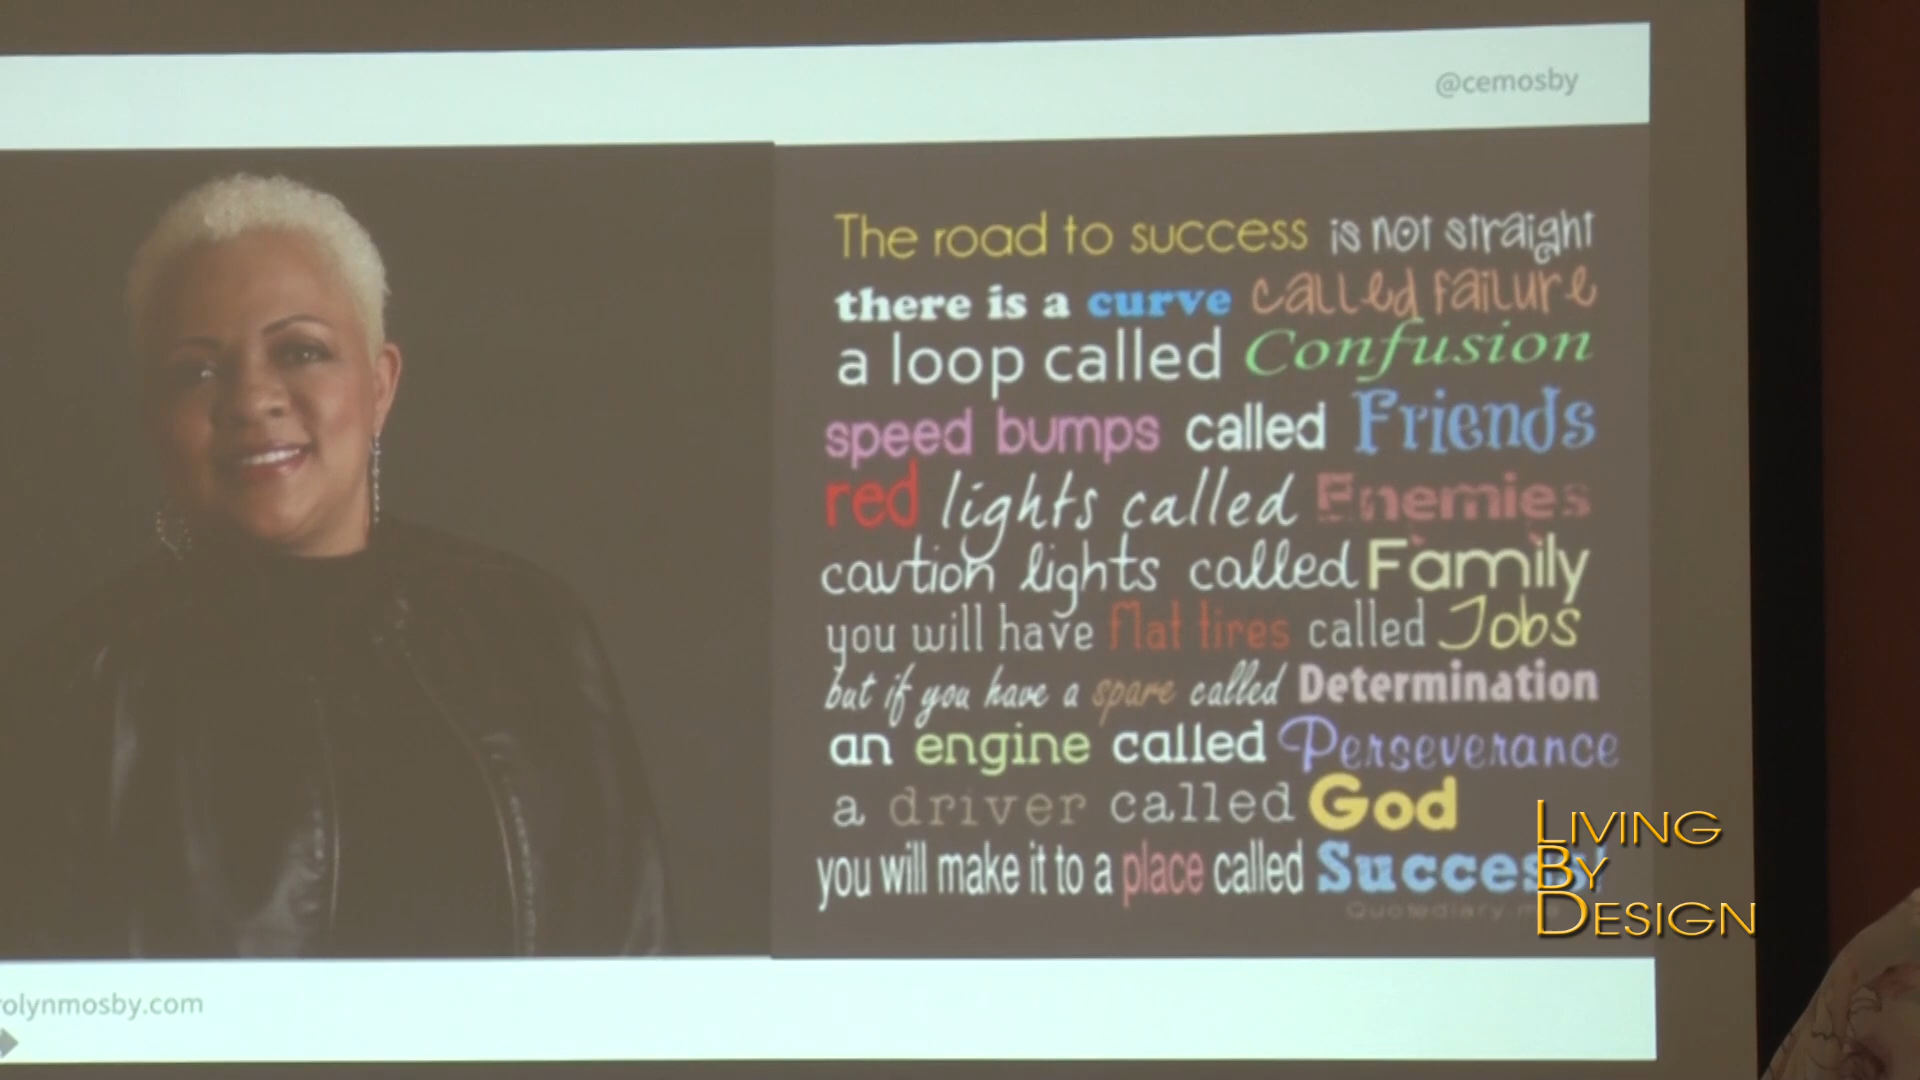 @cemosby
The road to success is not straight
there is a curve called failure
a loop called Confusion
speed bumps called Friends
red lights called Enemies
caution lights called Family
you will have flat tires called Jobs
but if you have a spare called Determination
an engine called Perseverance
a driver called God
you will make it to a place called Success!
Quotediary.me
LIVING
BY
DESIGN
rolynmosby.com